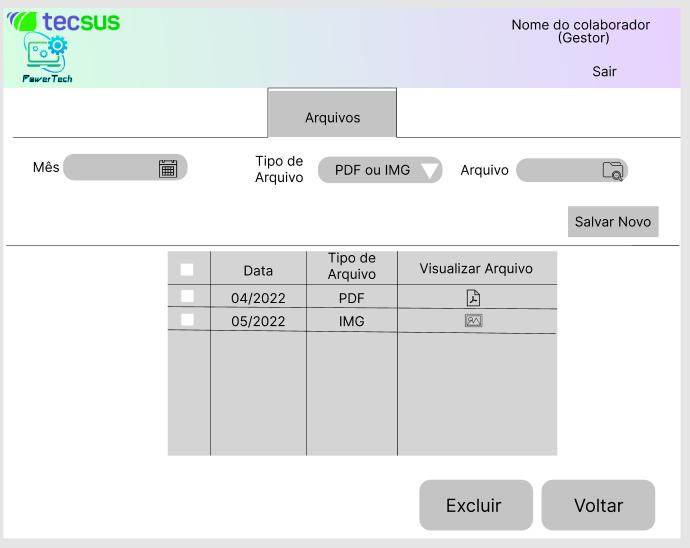 tecsus
PawerTech
Nome do colaborador
(Gestor)
Sair
Arquivos
Mês
Tipo de
Arquivo
PDF ou IMG
Arquivo
Salvar Novo
Data
Tipo de
Arquivo
Visualizar Arquivo
04/2022
PDF
05/2022
IMG
Excluir
Voltar